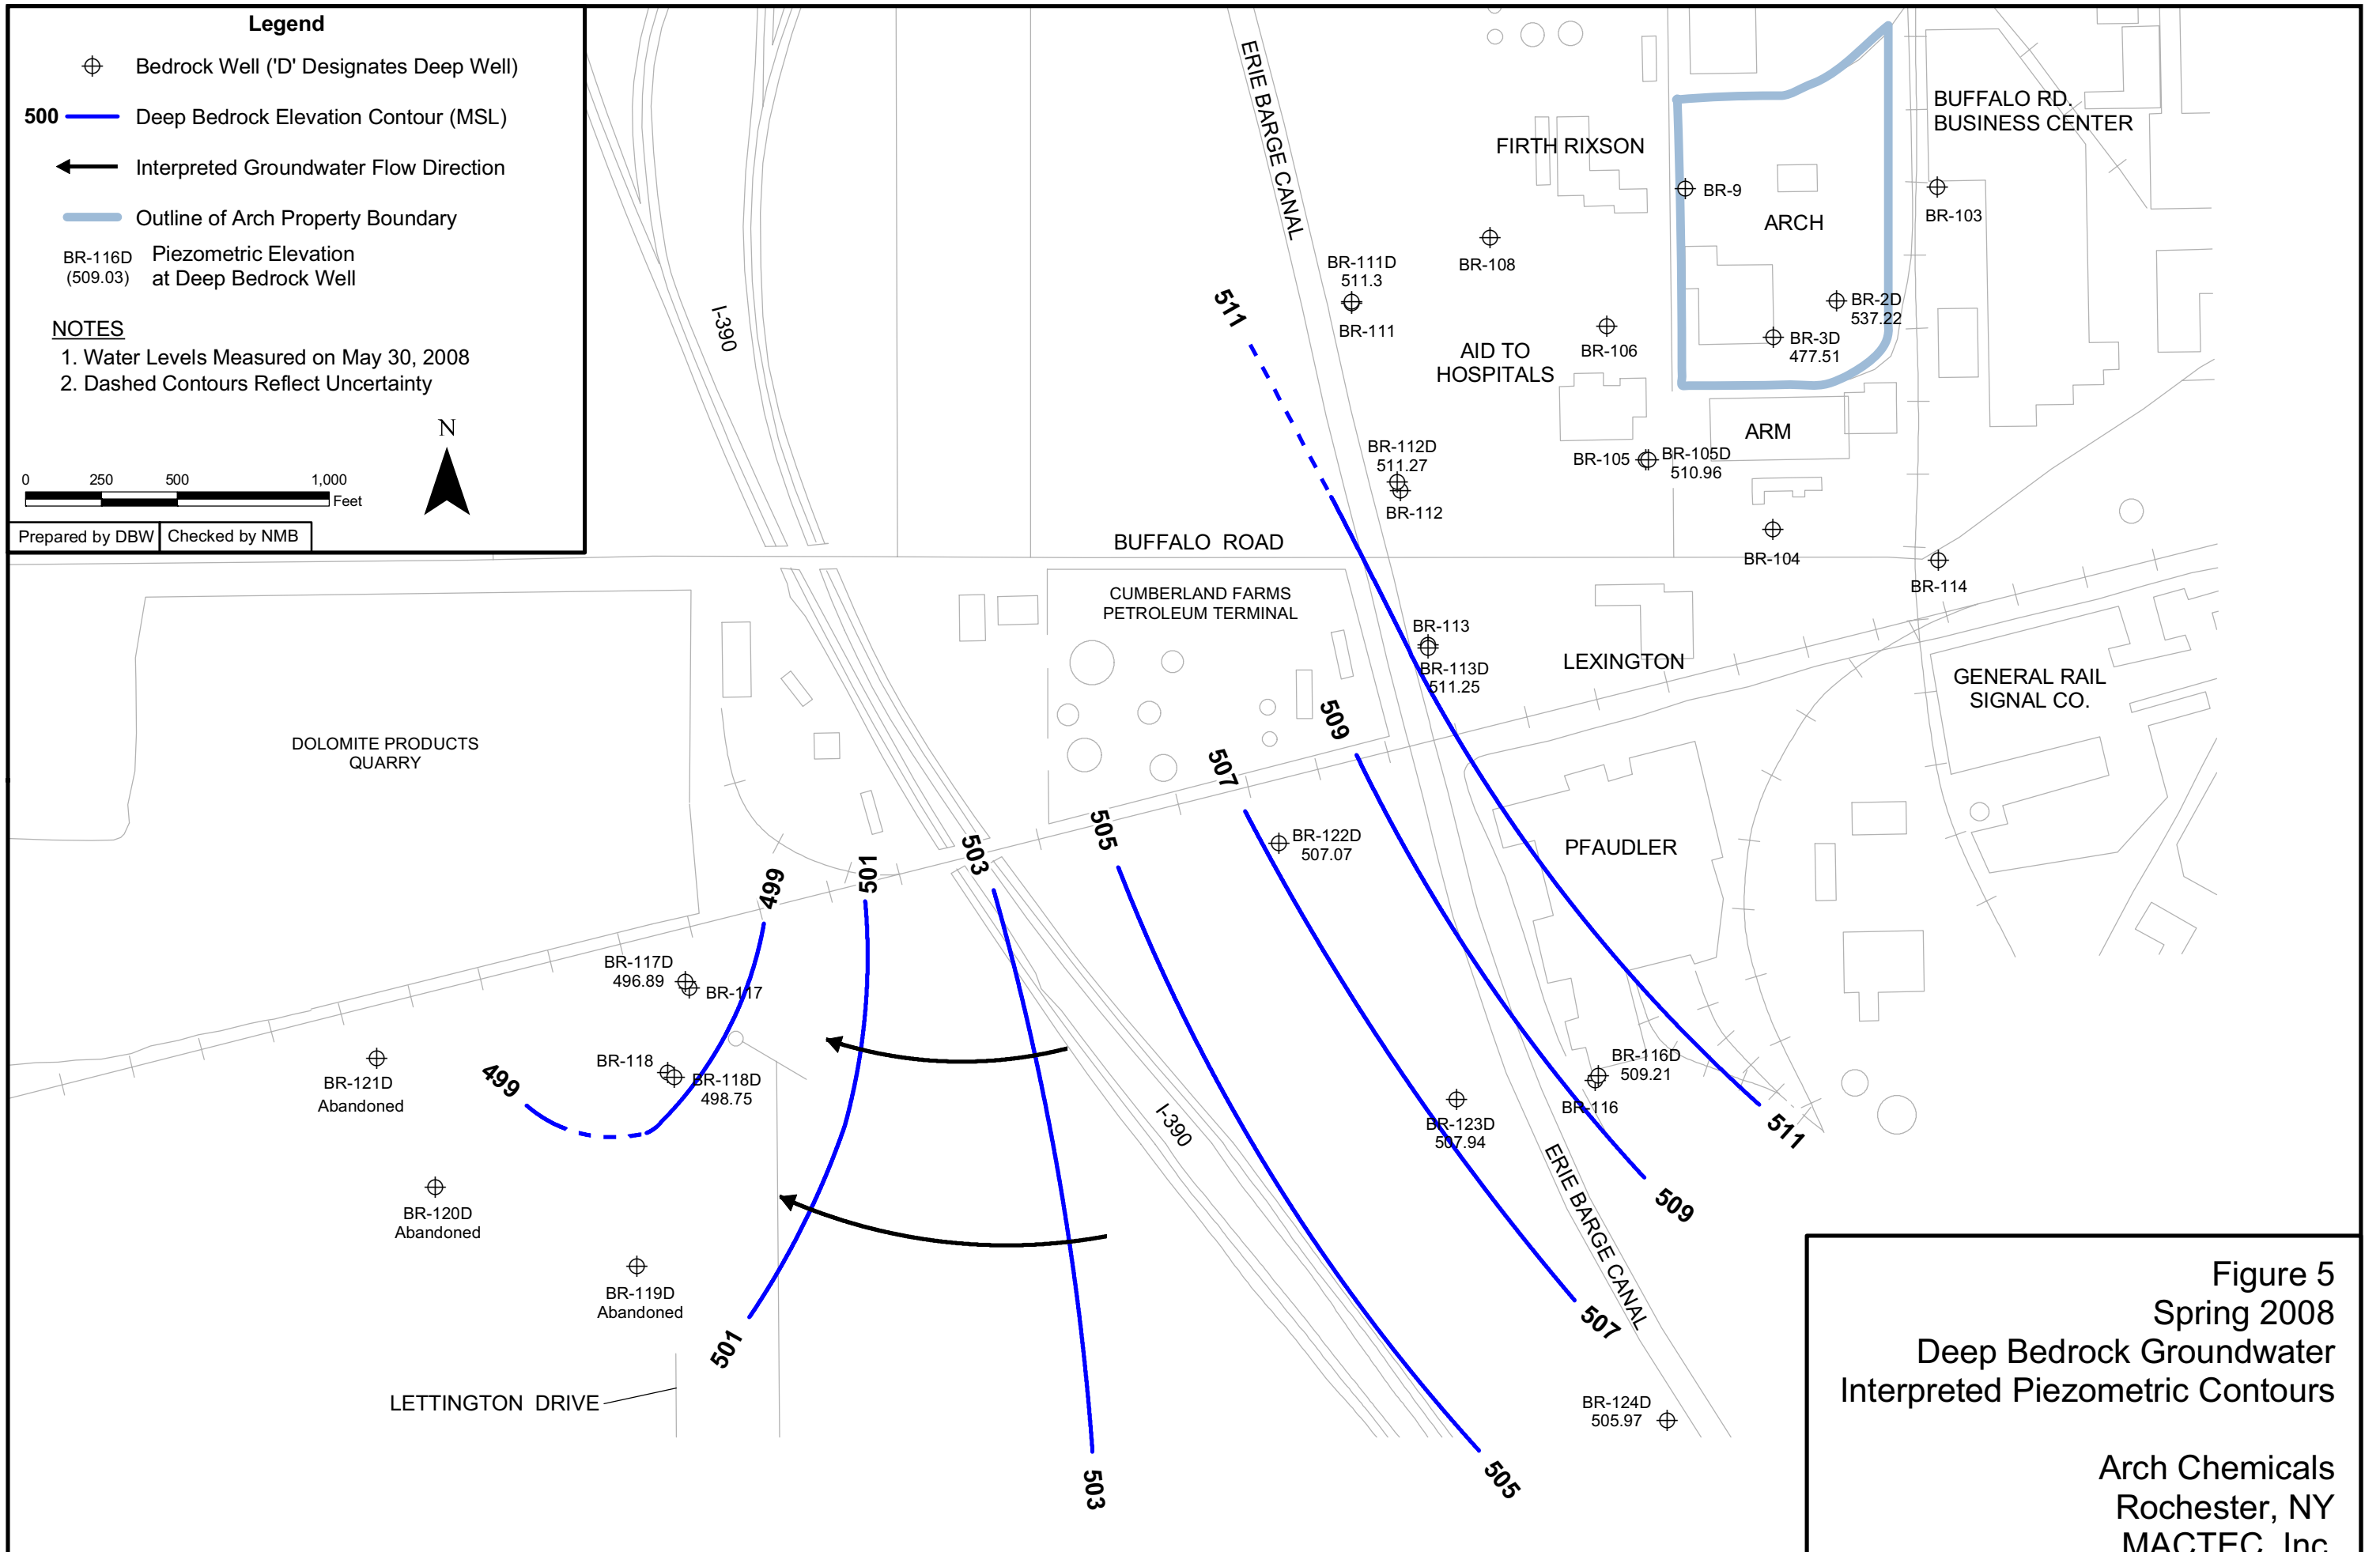 Legend
Bedrock Well ('D' Designates Deep Well)
500 Deep Bedrock Elevation Contour (MSL)
Interpreted Groundwater Flow Direction
Outline of Arch Property Boundary
BR-116D
(509.03)
Piezometric Elevation
at Deep Bedrock Well
NOTES
1. Water Levels Measured on May 30, 2008
2. Dashed Contours Reflect Uncertainty
N
0 250 500 1,000
Feet
Prepared by DBW Checked by NMB
I-390
ERIE BARGE CANAL
FIRTH RIXSON
BUFFALO RD.
BUSINESS CENTER
BR-9
ARCH
BR-103
BR-108
BR-111D
511.3
BR-111
511
BR-106
BR-2D
537.22
BR-3D
477.51
AID TO
HOSPITALS
ARM
BR-112D
511.27
BR-112
BR-105
BR-105D
510.96
BR-104
BR-114
BUFFALO ROAD
CUMBERLAND FARMS
PETROLEUM TERMINAL
BR-113
BR-113D
511.25
LEXINGTON
GENERAL RAIL
SIGNAL CO.
DOLOMITE PRODUCTS
QUARRY
509
507
505
503
501
499
BR-122D
507.07
PFAUDLER
BR-117D
496.89
BR-117
BR-118
BR-118D
498.75
499
BR-121D
Abandoned
BR-120D
Abandoned
BR-119D
Abandoned
I-390
BR-116D
509.21
BR-116
BR-123D
507.94
511
509
ERIE BARGE CANAL
507
501
LETTINGTON DRIVE
BR-124D
505.97
505
503
Figure 5
Spring 2008
Deep Bedrock Groundwater
Interpreted Piezometric Contours
Arch Chemicals
Rochester, NY
MACTEC, Inc.